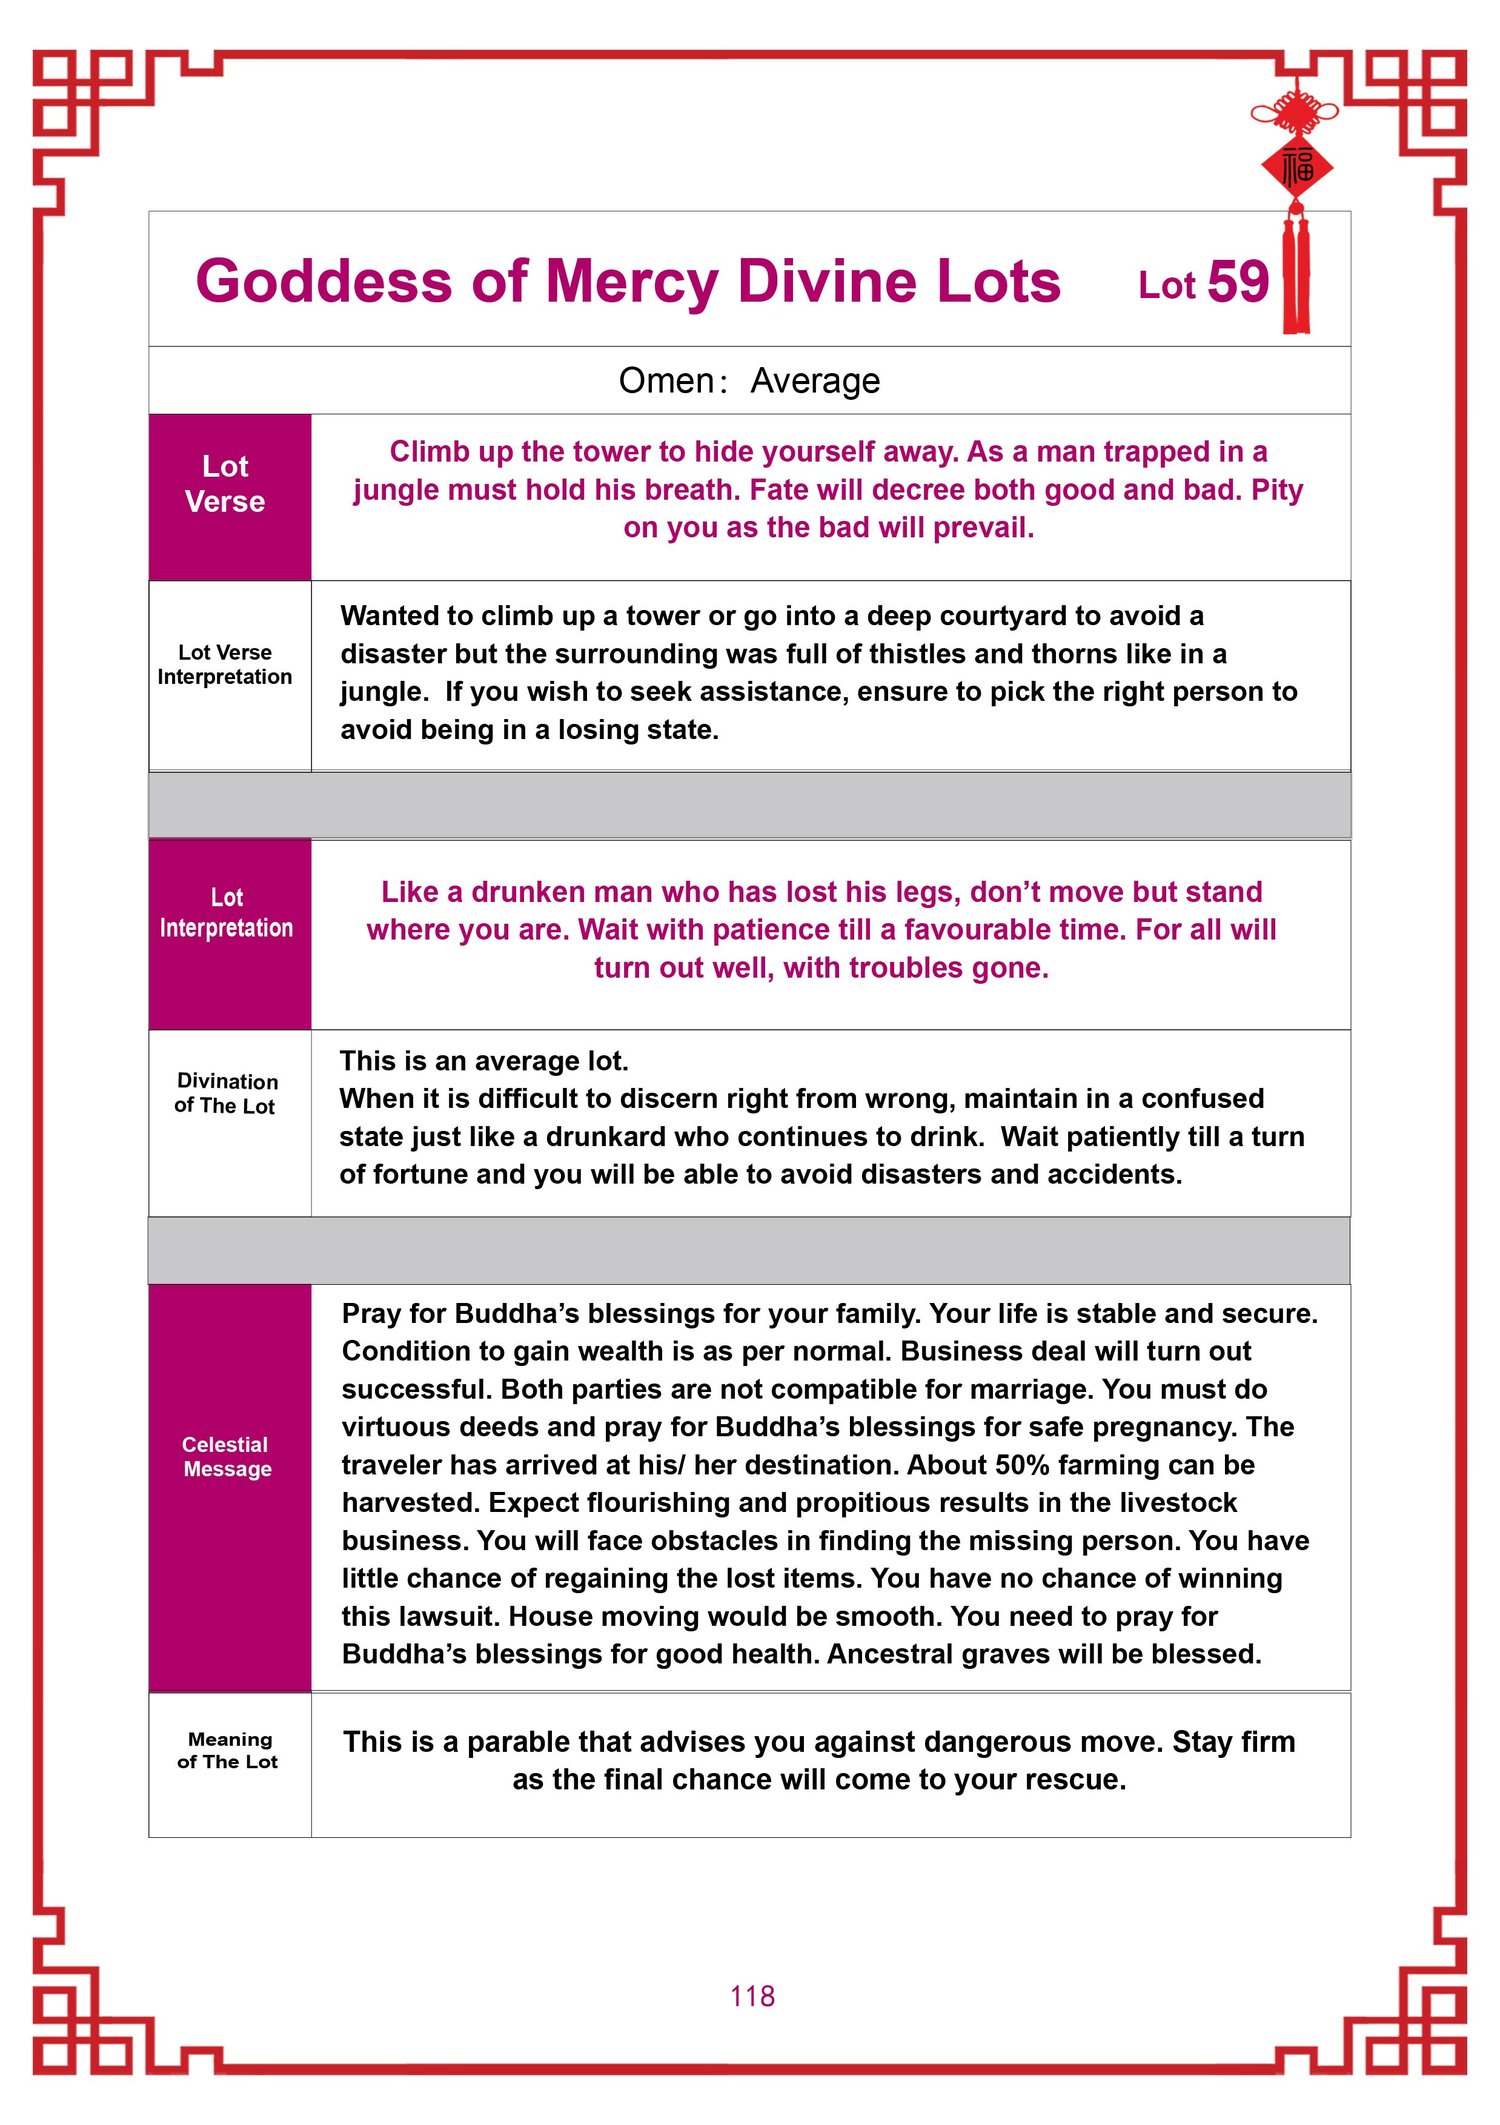 福
Goddess of Mercy Divine Lots Lot 59
Omen： Average
Lot
Verse
Climb up the tower to hide yourself away. As a man trapped in a
jungle must hold his breath. Fate will decree both good and bad. Pity
on you as the bad will prevail.
Lot Verse
Interpretation
Wanted to climb up a tower or go into a deep courtyard to avoid a
disaster but the surrounding was full of thistles and thorns like in a
jungle. If you wish to seek assistance, ensure to pick the right person to
avoid being in a losing state.
Lot
Interpretation
Like a drunken man who has lost his legs, don’t move but stand
where you are. Wait with patience till a favourable time. For all will
turn out well, with troubles gone.
Divination
of The Lot
This is an average lot.
When it is difficult to discern right from wrong, maintain in a confused
state just like a drunkard who continues to drink. Wait patiently till a turn
of fortune and you will be able to avoid disasters and accidents.
Celestial
Message
Pray for Buddha’s blessings for your family. Your life is stable and secure.
Condition to gain wealth is as per normal. Business deal will turn out
successful. Both parties are not compatible for marriage. You must do
virtuous deeds and pray for Buddha’s blessings for safe pregnancy. The
traveler has arrived at his/ her destination. About 50% farming can be
harvested. Expect flourishing and propitious results in the livestock
business. You will face obstacles in finding the missing person. You have
little chance of regaining the lost items. You have no chance of winning
this lawsuit. House moving would be smooth. You need to pray for
Buddha’s blessings for good health. Ancestral graves will be blessed.
Meaning
of The Lot
This is a parable that advises you against dangerous move. Stay firm
as the final chance will come to your rescue.
118